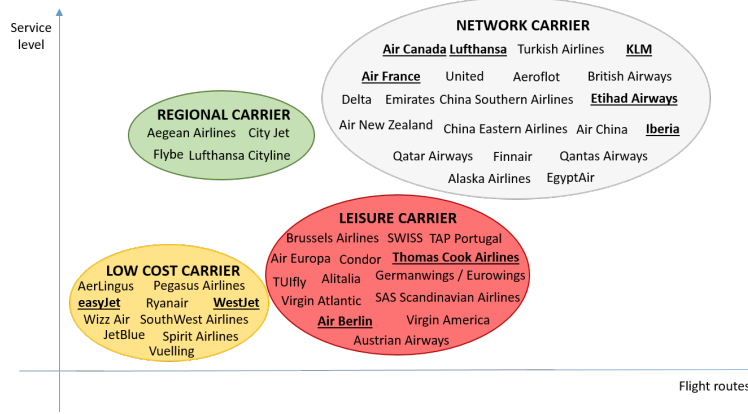 Service
level
NETWORK CARRIER
Air Canada Lufthansa Turkish Airlines KLM
Air France United Aeroflot British Airways
Delta Emirates China Southern Airlines Etihad Airways
Air New Zealand China Eastern Airlines Air China Iberia
Qatar Airways Finnair Qantas Airways
Alaska Airlines EgyptAir
REGIONAL CARRIER
Aegean Airlines City Jet
Flybe Lufthansa Cityline
LEISURE CARRIER
Brussels Airlines SWISS TAP Portugal
Air Europa Condor Thomas Cook Airlines
TUIfly Alitalia Germanwings / Eurowings
Virgin Atlantic SAS Scandinavian Airlines
Air Berlin Virgin America
Austrian Airways
LOW COST CARRIER
AerLingus Pegasus Airlines
easyJet Ryanair WestJet
Wizz Air SouthWest Airlines
JetBlue Spirit Airlines
Vuelling
Flight routes